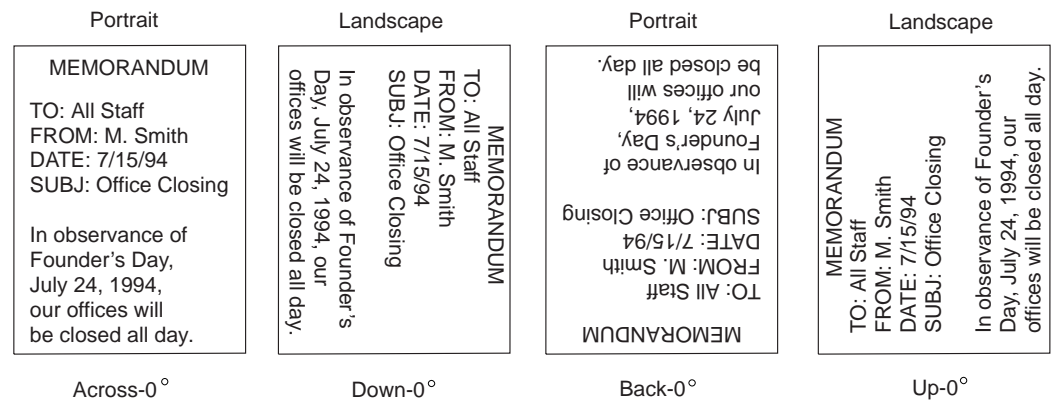 Portrait
MEMORANDUM
TO: All Staff
FROM: M. Smith
DATE: 7/15/94
SUBJ: Office Closing
In observance of
Founder’s Day,
July 24, 1994,
our offices will
be closed all day.
Across-0°
Landscape
MEMORANDUM
TO: All Staff
FROM: M. Smith
DATE: 7/15/94
SUBJ: Office Closing
In observance of Founder’s
Day, July 24, 1994, our
offices will be closed all day.
Down-0°
Portrait
MEMORANDUM
TO: All Staff
FROM: M. Smith
DATE: 7/15/94
SUBJ: Office Closing
In observance of
Founder’s Day,
July 24, 1994,
our offices will
be closed all day.
Back-0°
Landscape
MEMORANDUM
TO: All Staff
FROM: M. Smith
DATE: 7/15/94
SUBJ: Office Closing
In observance of Founder’s
Day, July 24, 1994, our
offices will be closed all day.
Up-0°